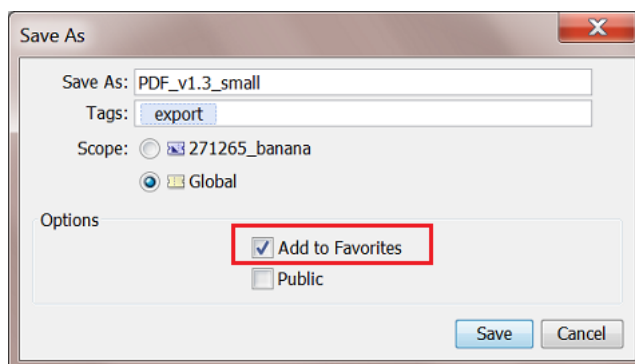 Save As
Save As: PDF_v1.3_small
Tags: export
Scope: 271265_banana
Global
Options
Add to Favorites
Public
Save Cancel